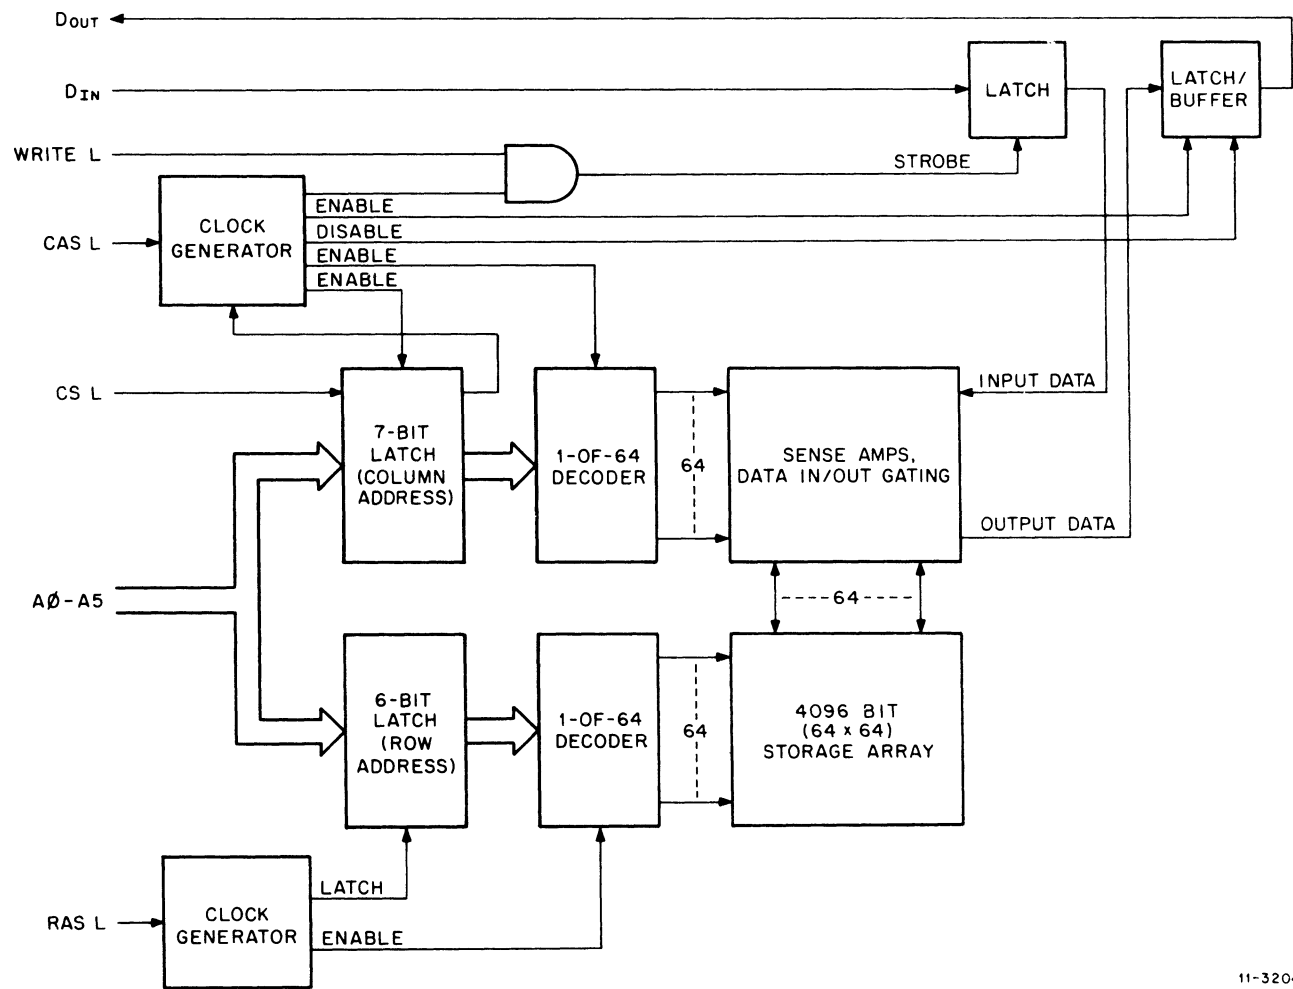 DOUT
DIN
LATCH
LATCH/
BUFFER
WRITE L
STROBE
CLOCK
GENERATOR
CAS L
ENABLE
DISABLE
ENABLE
ENABLE
CS L
7-BIT
LATCH
(COLUMN
ADDRESS)
1-OF-64
DECODER
64
SENSE AMPS,
DATA IN/OUT GATING
INPUT DATA
OUTPUT DATA
AØ-A5
64
6-BIT
LATCH
(ROW
ADDRESS)
1-OF-64
DECODER
64
4096 BIT
(64 x 64)
STORAGE ARRAY
RAS L
CLOCK
GENERATOR
LATCH
ENABLE